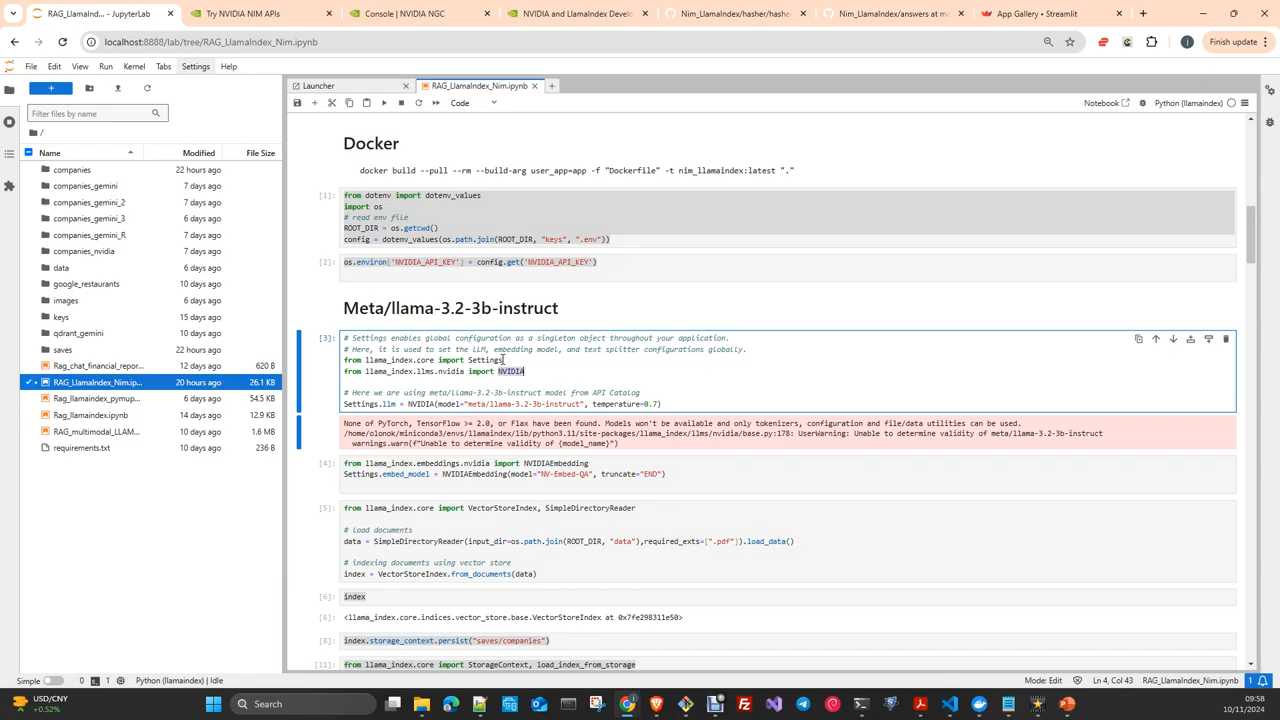 RAG_LlamaI... - JupyterLab
Try NVIDIA NIM APIs
Console | NVIDIA NGC
NVIDIA and LlamaIndex Develo
Nim_LlamaIndex/hasher/hashe
Nim_LlamaIndex/answers at ma
App Gallery • Streamlit
localhost:8888/lab/tree/RAG_LlamaIndex_Nim.ipynb
Finish update
File Edit View Run Kernel Tabs Settings Help
Launcher
RAG_LlamaIndex_Nim.ipynb
Code
Notebook
Python (llamaindex)
Filter files by name
/
Name Modified File Size
companies 22 hours ago
companies_gemini 7 days ago
companies_gemini_2 7 days ago
companies_gemini_3 7 days ago
companies_gemini_R 7 days ago
companies_nvidia 7 days ago
data 6 days ago
google_restaurants 7 days ago
images 6 days ago
keys 7 days ago
qdrant_gemini 7 days ago
saves 7 days ago
Rag_chat_financial_repor... 6 days ago 620 B
RAG_LlamaIndex_Nim.ip... 20 hours ago 26.1 KB
Rag_llamaindex_pymup... 6 days ago 54.5 KB
Rag_llamaindex.ipynb 7 days ago 12.9 KB
RAG_multimodal_LLAM... 6 days ago 1.6 MB
requirements.txt 6 days ago 236 B
Docker
docker build --pull --rm --build-arg user_app=app -f "Dockerfile" -t nim_llamaindex:latest "."
[1]:
from dotenv import dotenv_values
import os
# read env file
ROOT_DIR = os.getcwd()
config = dotenv_values(os.path.join(ROOT_DIR, "keys", ".env"))
[2]:
os.environ['NVIDIA_API_KEY'] = config.get('NVIDIA_API_KEY')
Meta/llama-3.2-3b-instruct
[3]:
# Settings enables global configuration as a singleton object throughout your application.
# Here, it is used to set the LLM, embedding model, and text splitter configurations globally.
from llama_index.core import Settings
from llama_index.llms.nvidia import NVIDIA
# Here we are using meta/llama-3.2-3b-instruct model from API Catalog
Settings.llm = NVIDIA(model="meta/llama-3.2-3b-instruct", temperature=0.7)
None of PyTorch, TensorFlow >= 2.0, or Flax have been found. Models won't be available and only tokenizers, configuration and file/data utilities can be used.
/home/olonok/miniconda3/envs/llamaindex/lib/python3.11/site-packages/llama_index/llms/nvidia/base.py:178: UserWarning: Unable to determine validity of meta/llama-3.2-3b-instruct
warnings.warn(f"Unable to determine validity of {model_name}")
[4]:
from llama_index.embeddings.nvidia import NVIDIAEmbedding
Settings.embed_model = NVIDIAEmbedding(model="NV-Embed-QA", truncate="END")
[5]:
from llama_index.core import VectorStoreIndex, SimpleDirectoryReader
# load documents
data = SimpleDirectoryReader(input_dir=os.path.join(ROOT_DIR, "data"),required_exts=[".pdf"]).load_data()
# indexing documents using vector store
index = VectorStoreIndex.from_documents(data)
[6]:
index
[6]:
<llama_index.core.indices.vector_store.base.VectorStoreIndex at 0x7fe298311e50>
[8]:
index.storage_context.persist("saves/companies")
[11]:
from llama_index.core import StorageContext, load_index_from_storage
Simple
0
1
Python (llamaindex) | Idle
Mode: Edit
Ln 4, Col 43
RAG_LlamaIndex_Nim.ipynb
1
USD/CNY
+0.52%
Search
09:58
10/11/2024